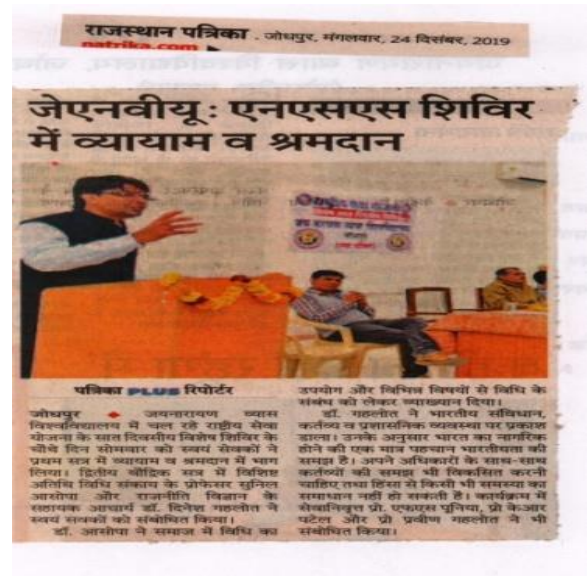 राजस्थान पत्रिका . जोधपुर, मंगलवार, 24 दिसंबर, 2019
patrika.com
जेएनवीयू : एनएसएस शिविर
में व्यायाम व श्रमदान
पत्रिका PLUS रिपोर्टर
जोधपुर ◆ जयनारायण व्यास
विश्वविद्यालय में चल रहे राष्ट्रीय सेवा
योजना के सात दिवसीय विशेष शिविर के
चौथे दिन सोमवार को स्वयं सेवकों ने
प्रथम सत्र में व्यायाम व श्रमदान में भाग
लिया। द्वितीय बौद्धिक सत्र में विशिष्ट
अतिथि विधि संकाय के प्रोफेसर सुनिल
आसोपा और राजनीति विज्ञान के
सहायक आचार्य डॉ. दिनेश गहलोत ने
स्वयं सेवकों को संबोधित किया।
डॉ. आसोपा ने समाज में विधि का
उपयोग और विभिन्न विषयों से विधि के
संबंध को लेकर व्याख्यान दिया।
डॉ. गहलोत ने भारतीय संविधान,
कर्तव्य व प्रशासनिक व्यवस्था पर प्रकाश
डाला। उनके अनुसार भारत का नागरिक
होने की एक मात्र पहचान भारतीयता की
समझ है। अपने अधिकारों के साथ-साथ
कर्तव्यों की समझ भी विकसित करनी
चाहिए तथा हिंसा से किसी भी समस्या का
समाधान नहीं हो सकती है। कार्यक्रम में
सेवानिवृत्त प्रो. एफएस पूनिया, प्रो केआर
पटेल और प्रो प्रवीण गहलोत ने भी
संबोधित किया।